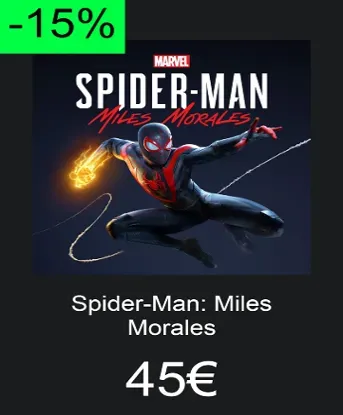 -15%
MARVEL
SPIDER-MAN
MILES MORALES
Spider-Man: Miles
Morales
45€